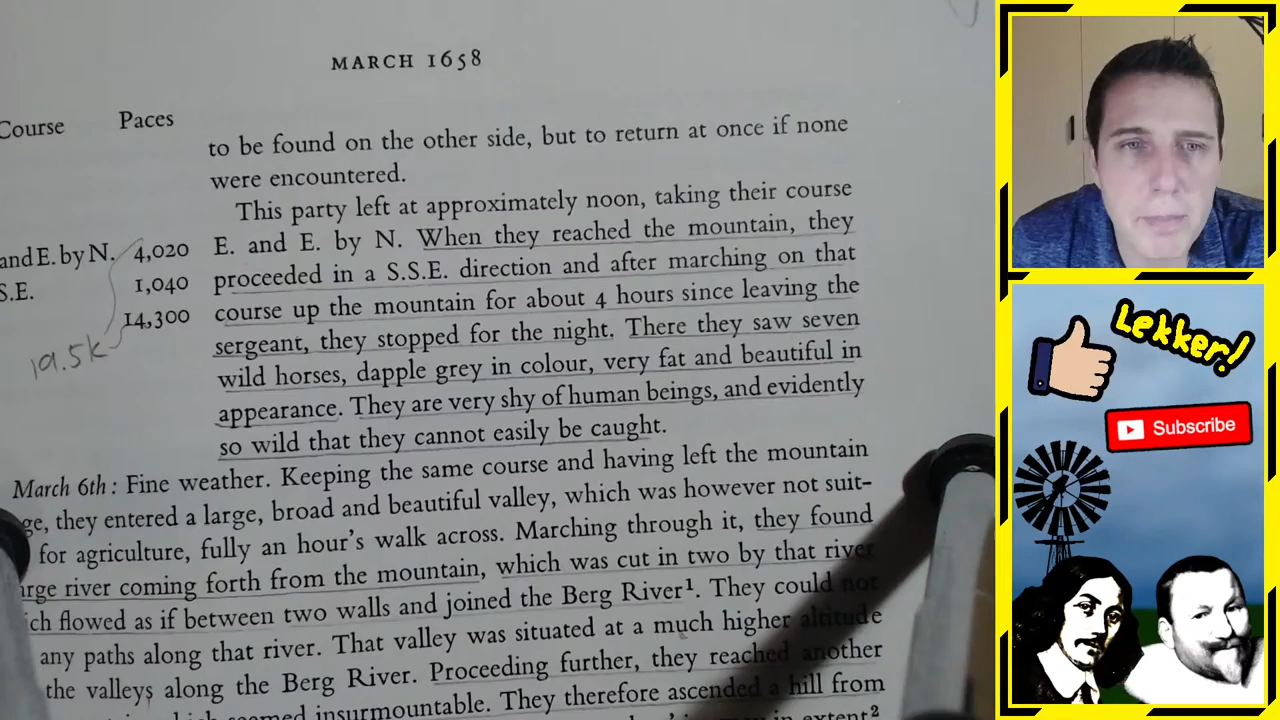 MARCH 1658
Course Paces
to be found on the other side, but to return at once if none
were encountered.
This party left at approximately noon, taking their course
and E. by N. 4,020 E. and E. by N. When they reached the mountain, they
S.E. 1,040 proceeded in a S.S.E. direction and after marching on that
14,300 course up the mountain for about 4 hours since leaving the
19.5k sergeant, they stopped for the night. There they saw seven
wild horses, dapple grey in colour, very fat and beautiful in
appearance. They are very shy of human beings, and evidently
so wild that they cannot easily be caught.
March 6th: Fine weather. Keeping the same course and having left the mountain
they entered a large, broad and beautiful valley, which was however not suit-
for agriculture, fully an hour's walk across. Marching through it, they found
river coming forth from the mountain, which was cut in two by that river
flowed as if between two walls and joined the Berg River¹. They could not
any paths along that river. That valley was situated at a much higher altitude
the valleys along the Berg River. Proceeding further, they reached another
seemed insurmountable. They therefore ascended a hill from
in extent²
Lekker!
Subscribe